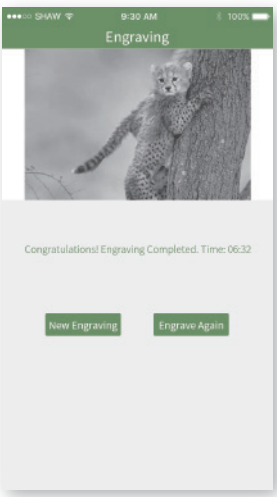 SHAW 9:30 AM 100%
Engraving
Congratulations! Engraving Completed. Time: 06:32
New Engraving Engrave Again